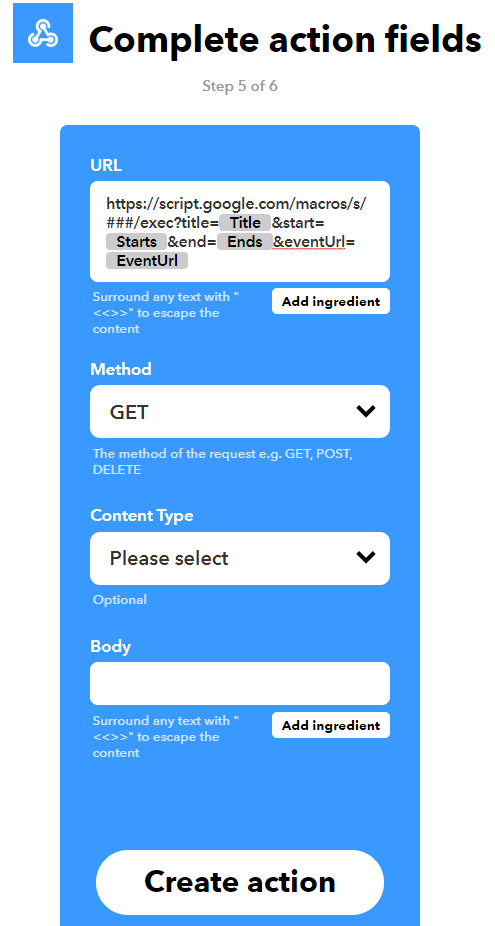 Complete action fields
Step 5 of 6
URL
https://script.google.com/macros/s/
###/exec?title= Title &start=
Starts &end= Ends &eventUrl=
EventUrl
Surround any text with "
<<>>" to escape the
content
Add ingredient
Method
GET
The method of the request e.g. GET, POST,
DELETE
Content Type
Please select
Optional
Body
Surround any text with "
<<>>" to escape the
content
Add ingredient
Create action